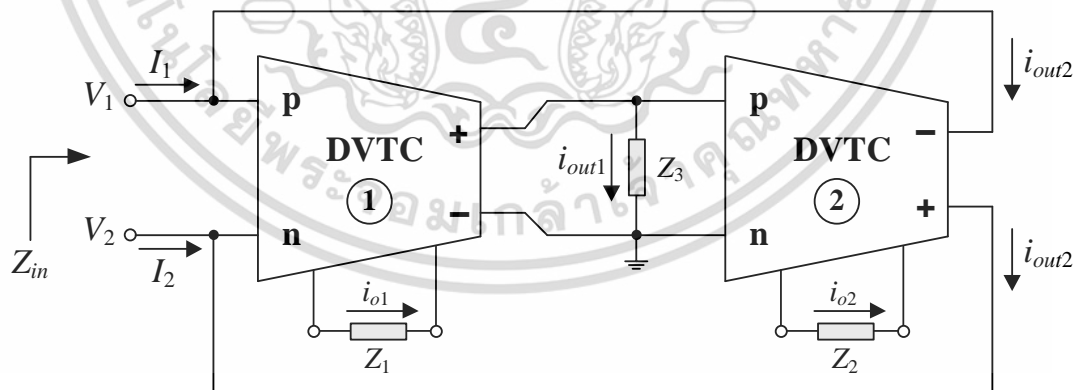 I1
V1
p
+
DVTC
1
–
n
V2
I2
Zin
io1
Z1
iout1
Z3
p
–
DVTC
2
+
n
io2
Z2
iout2
iout2